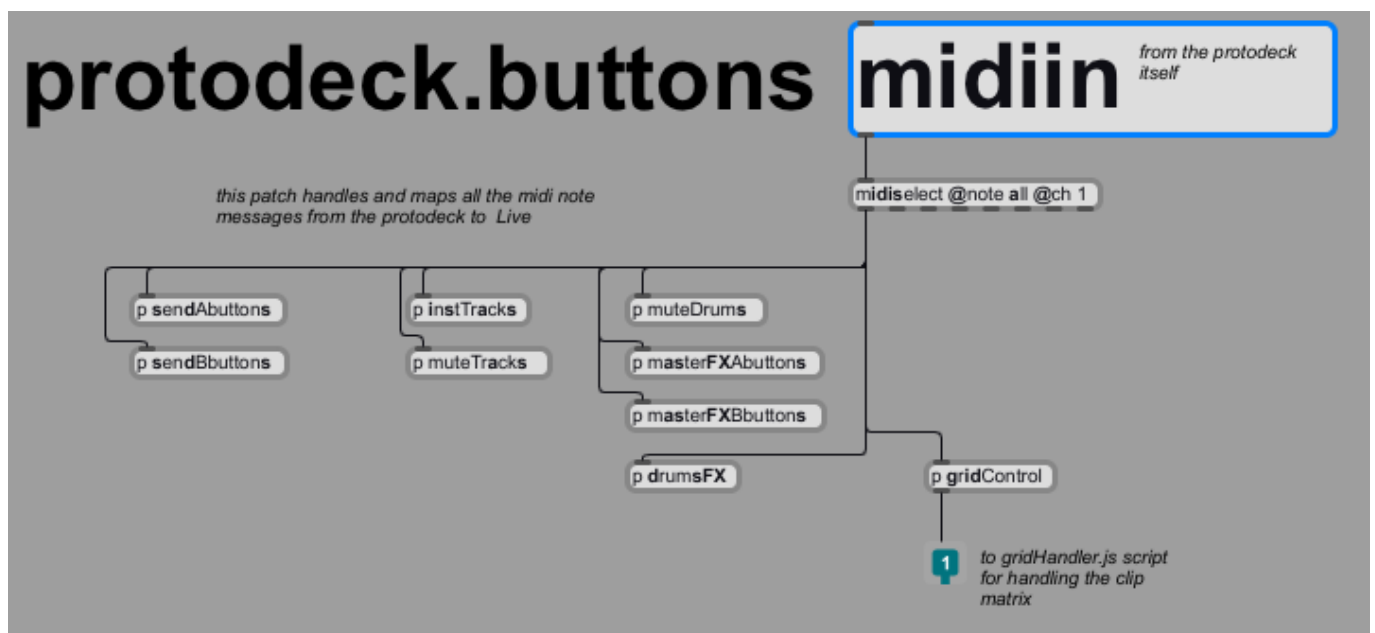 protodeck.buttons
midiin
from the protodeck
itself
midiselect @note all @ch 1
this patch handles and maps all the midi note
messages from the protodeck to Live
p sendAbuttons
p instTracks
p muteDrums
p sendBbuttons
p muteTracks
p masterFXAbuttons
p masterFXBbuttons
p drumsFX
p gridControl
1
to gridHandler.js script
for handling the clip
matrix